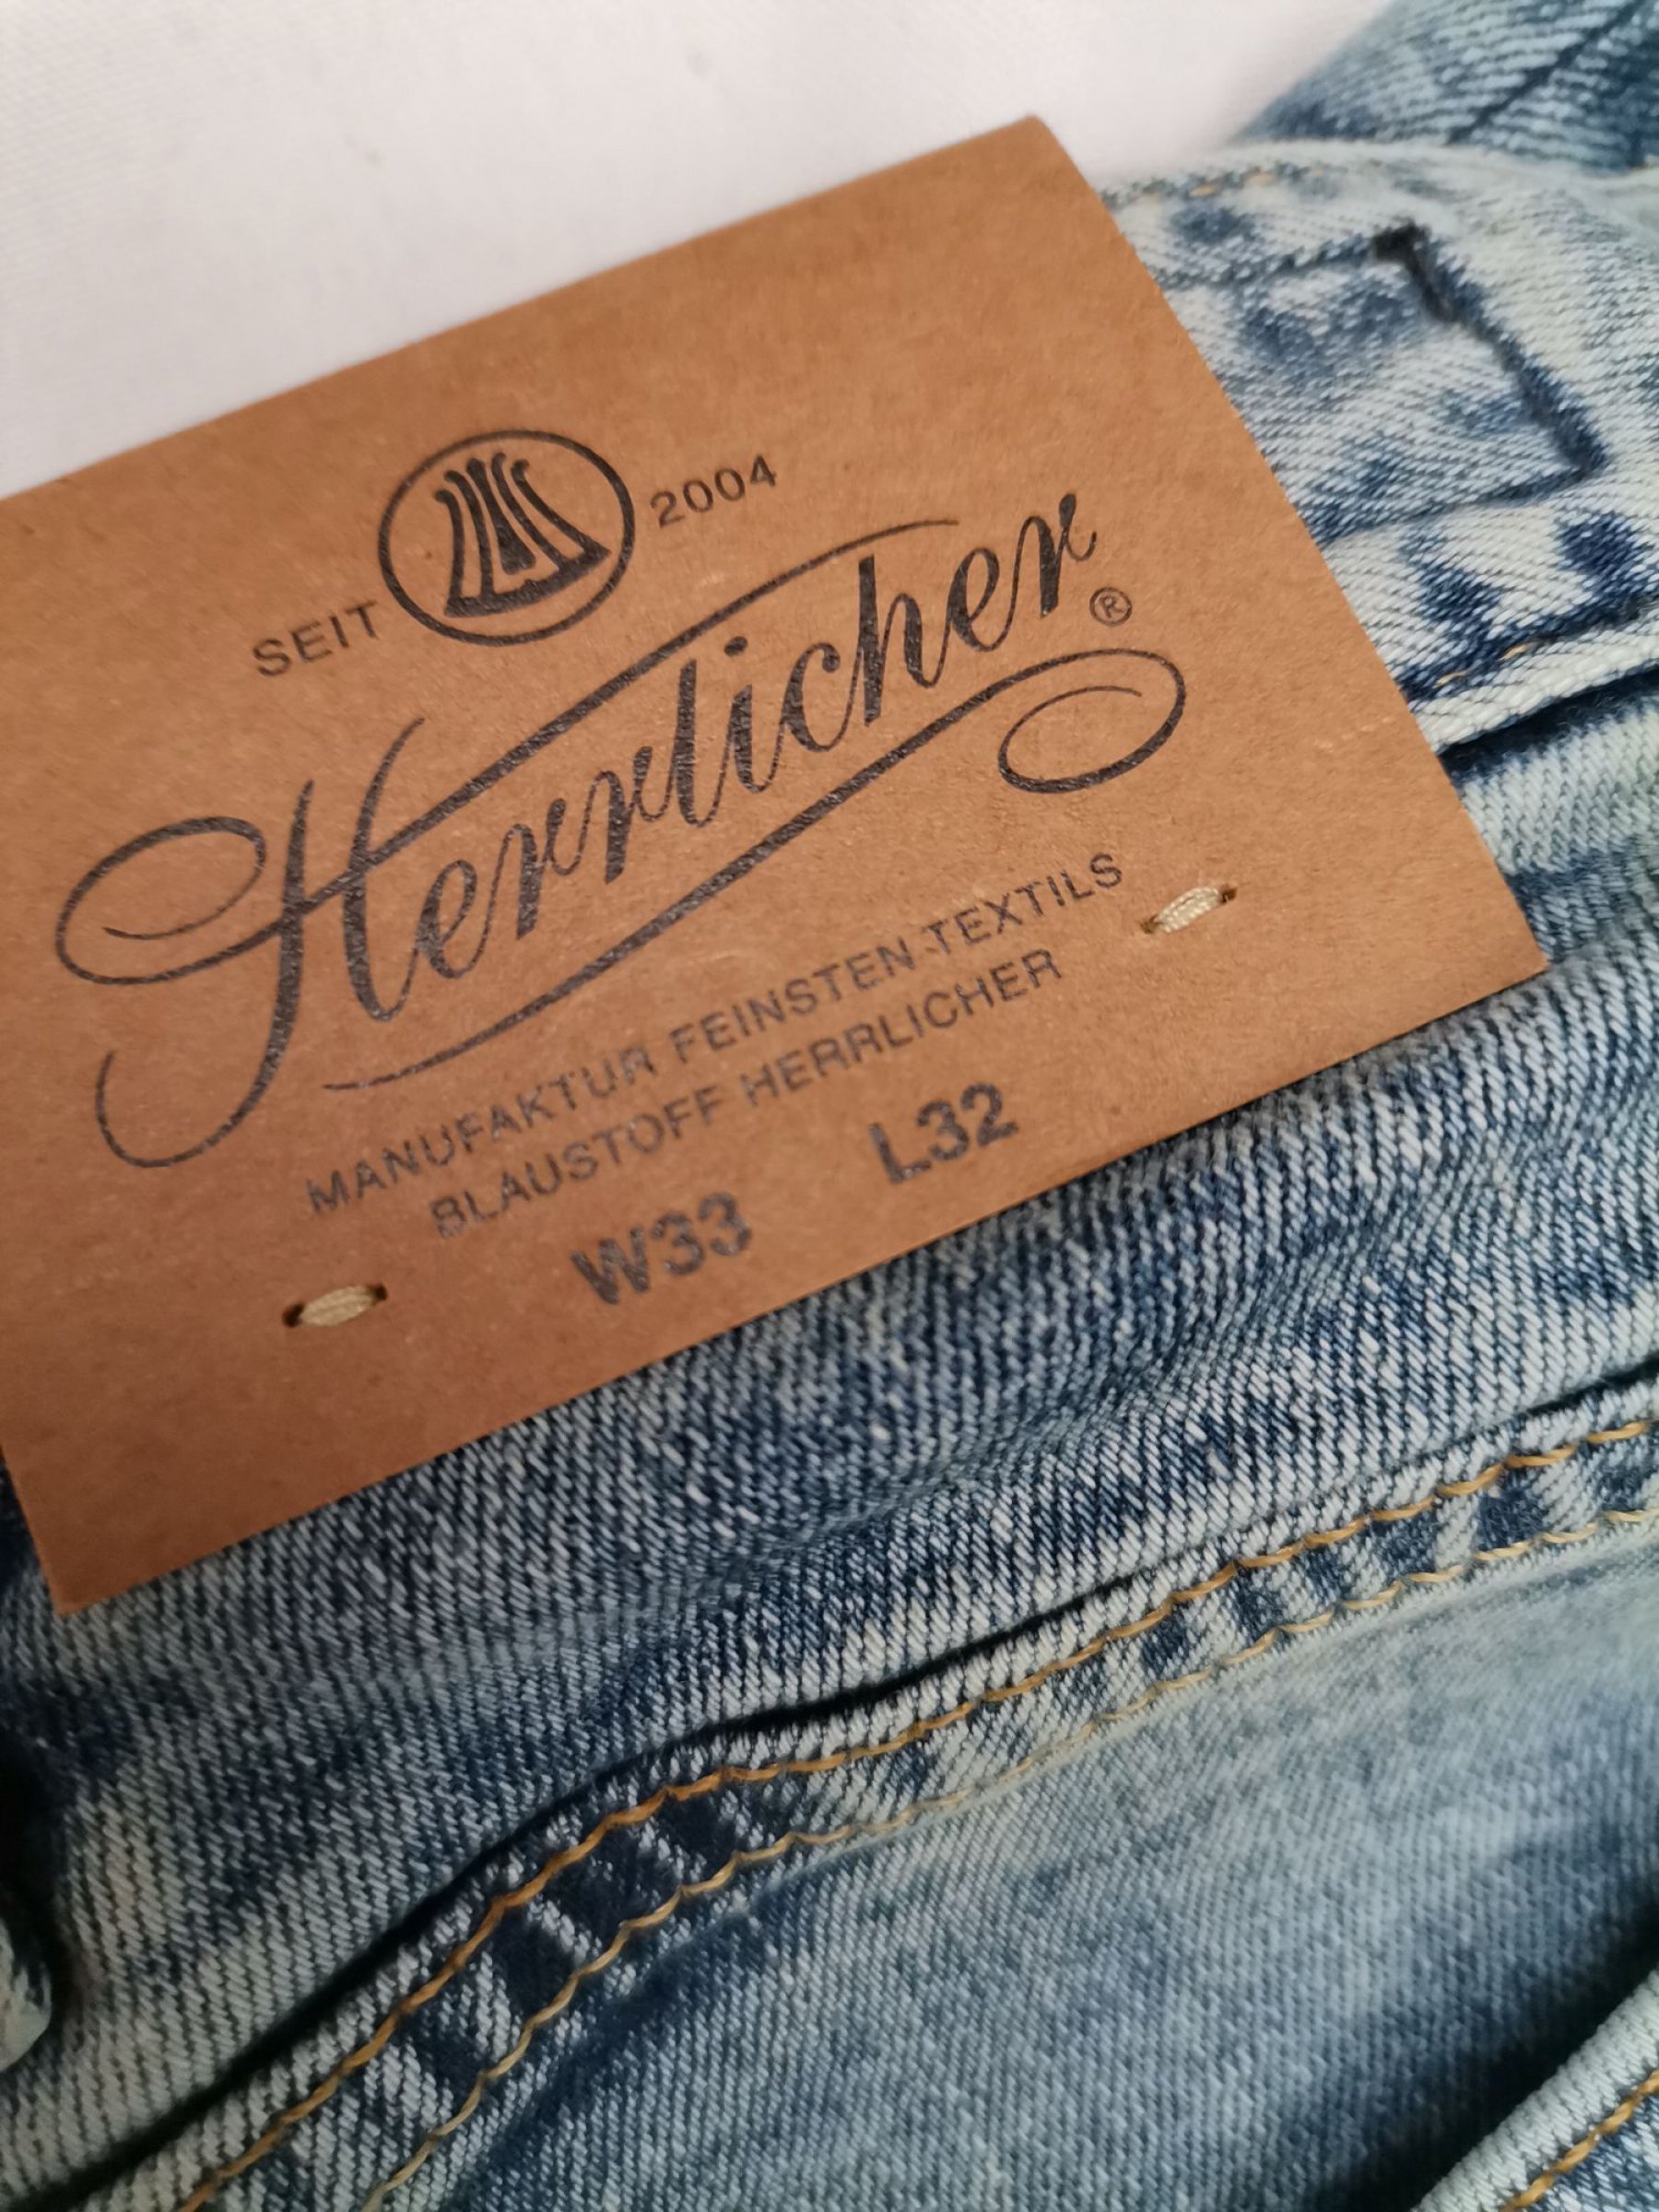 SEIT 2004
Herrlicher®
MANUFAKTUR FEINSTEN TEXTILS
BLAUSTOFF HERRLICHER
W33 L32